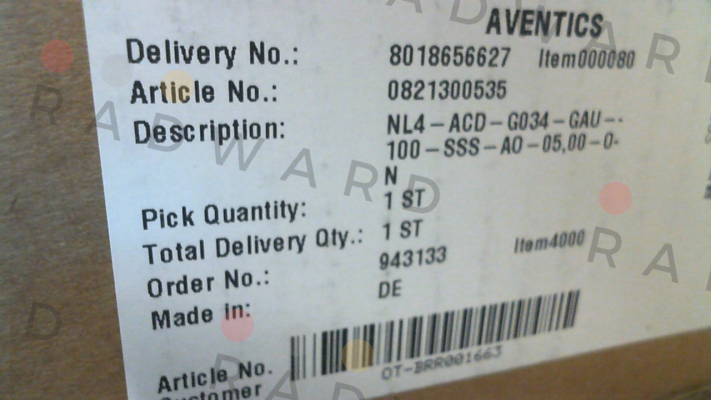 AVENTICS
Delivery No.: 8018656627 Item000080
Article No.: 0821300535
Description: NL4-ACD-G034-GAU-
100-SSS-AO-05,00-0-
N
Pick Quantity: 1 ST
Total Delivery Qty.: 1 ST
Order No.: 943133 Item4000
Made in: DE
Article No.
Customer
OT-BRR001663
RADWARD